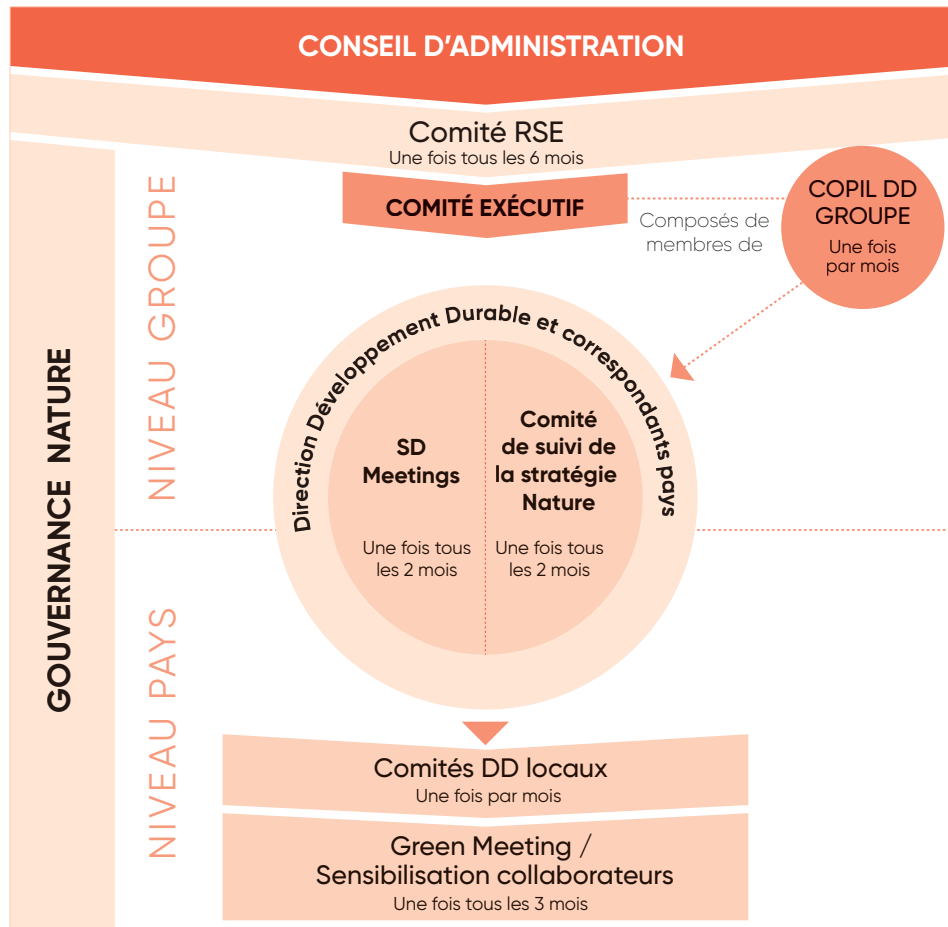 CONSEIL D'ADMINISTRATION
Comité RSE
Une fois tous les 6 mois
COMITÉ EXÉCUTIF
Composés de
membres de
COPIL DD
GROUPE
Une fois
par mois
GOUVERNANCE NATURE
NIVEAU GROUPE
Direction Développement Durable et correspondants pays
SD
Meetings
Une fois tous
les 2 mois
Comité
de suivi de
la stratégie
Nature
Une fois tous
les 2 mois
NIVEAU PAYS
Comités DD locaux
Une fois par mois
Green Meeting /
Sensibilisation collaborateurs
Une fois tous les 3 mois